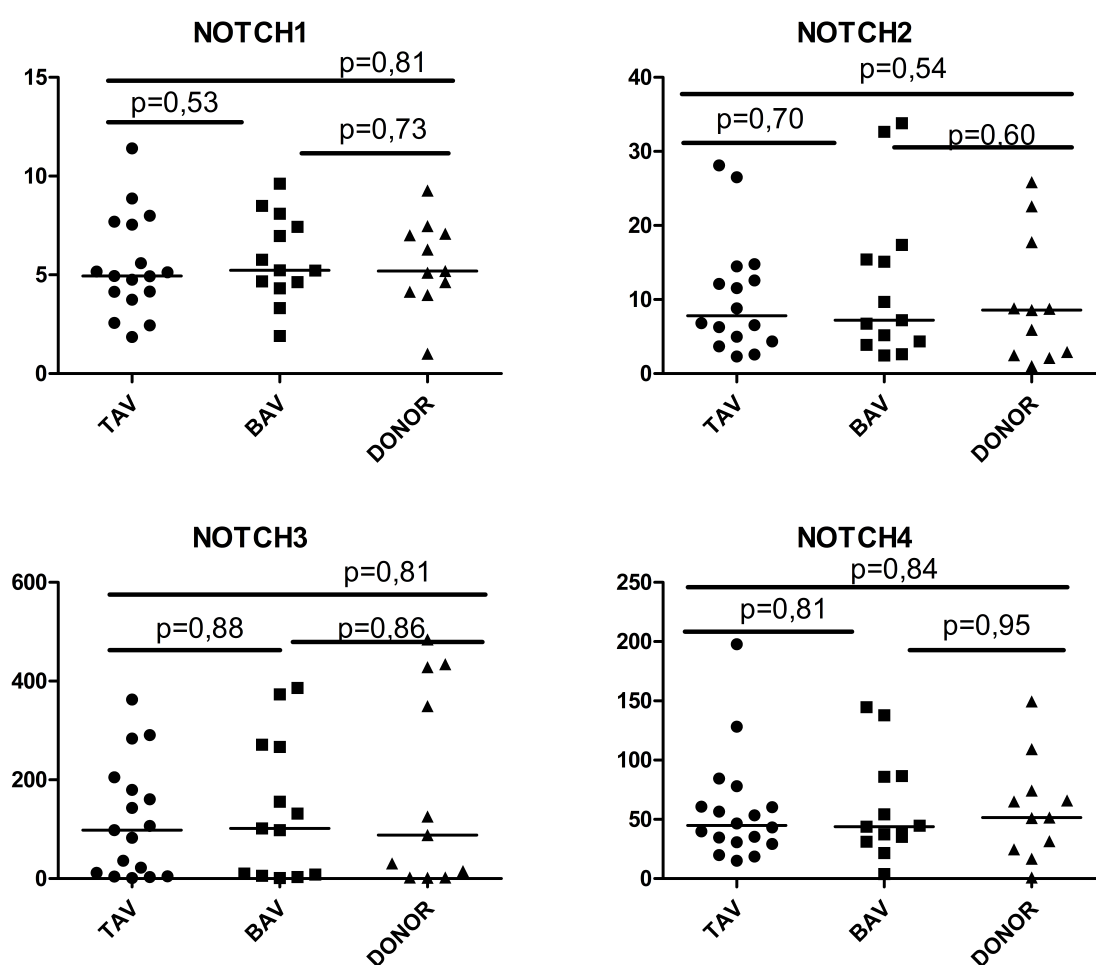 NOTCH1
p=0,81
p=0,53
p=0,73
15
10
5
0
TAV
BAV
DONOR
NOTCH2
p=0,54
p=0,70
p=0.60
40
30
20
10
0
TAV
BAV
DONOR
NOTCH3
p=0,81
p=0,88
p=0,86
600
400
200
0
TAV
BAV
DONOR
NOTCH4
p=0,84
p=0,81
p=0,95
250
200
150
100
50
0
TAV
BAV
DONOR